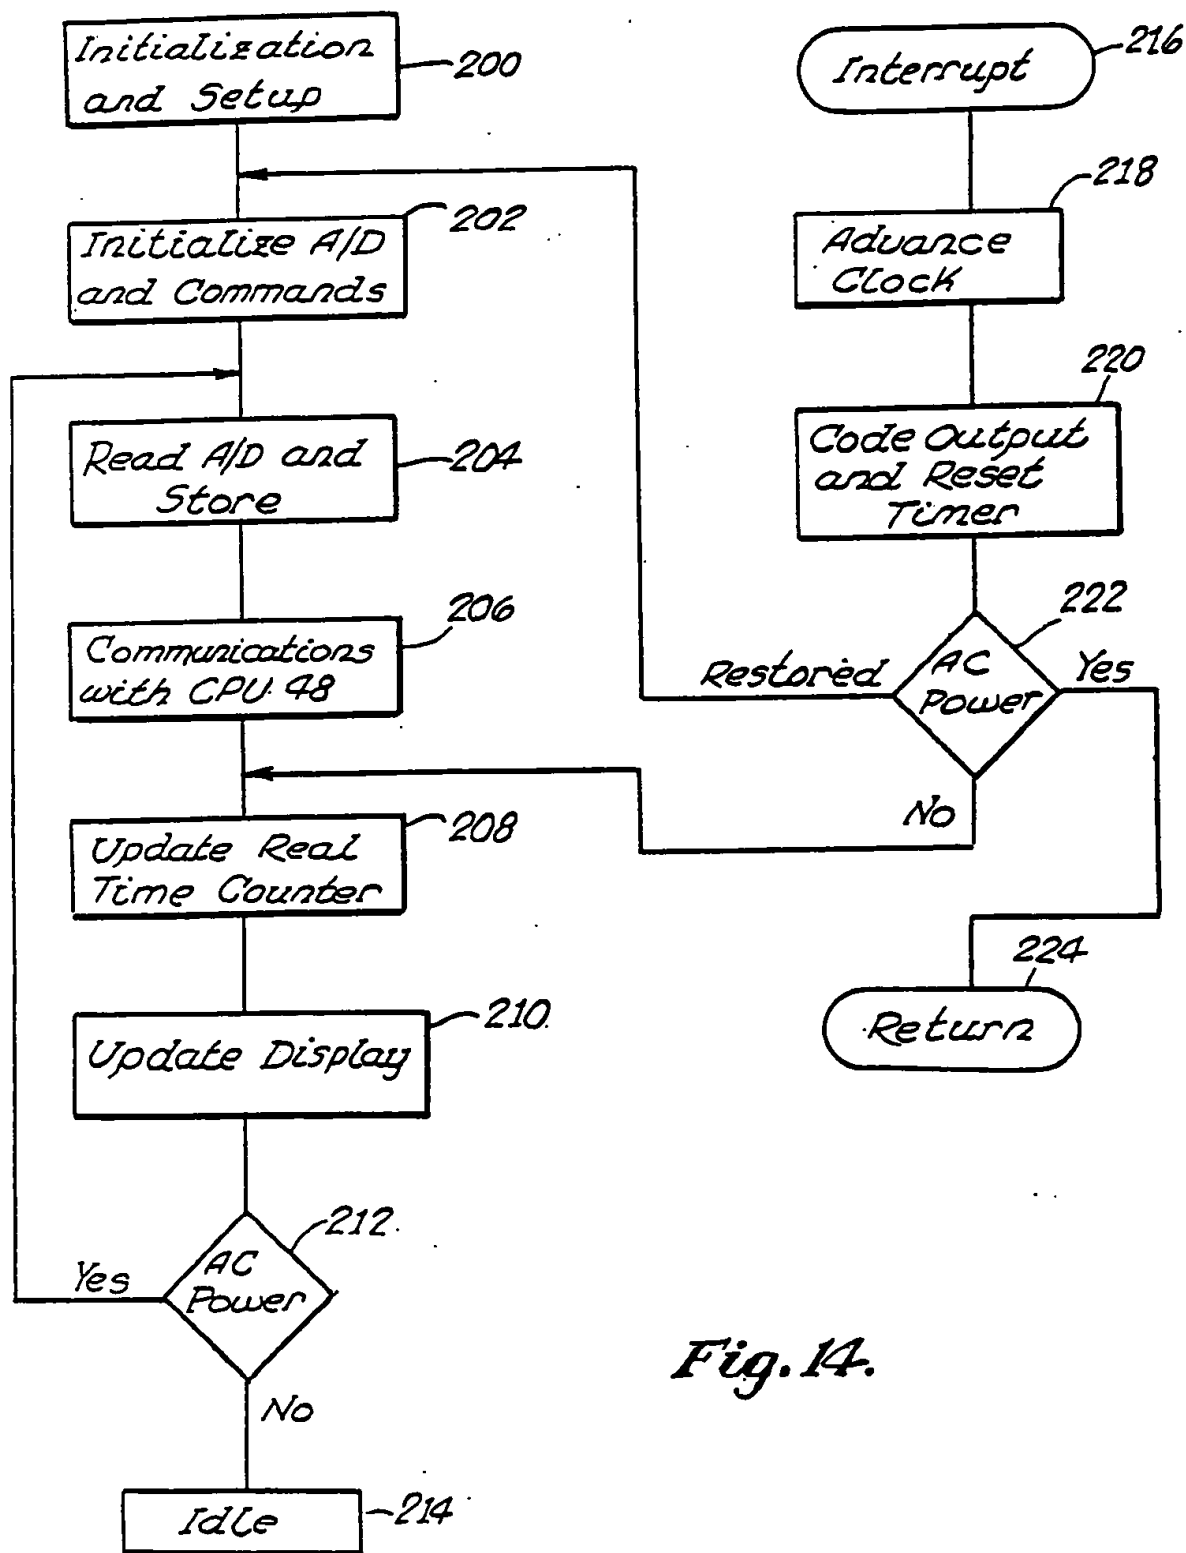 Initialization
and Setup
200
Initialize A/D
and Commands
202
Read A/D and
Store
204
Communications
with CPU 48
206
Update Real
Time Counter
208
Update Display
210
AC
Power
212
Yes
No
Idle
214
Interrupt
216
Advance
Clock
218
Code Output
and Reset
Timer
220
AC
Power
222
Restored
Yes
No
Return
224
Fig. 14.